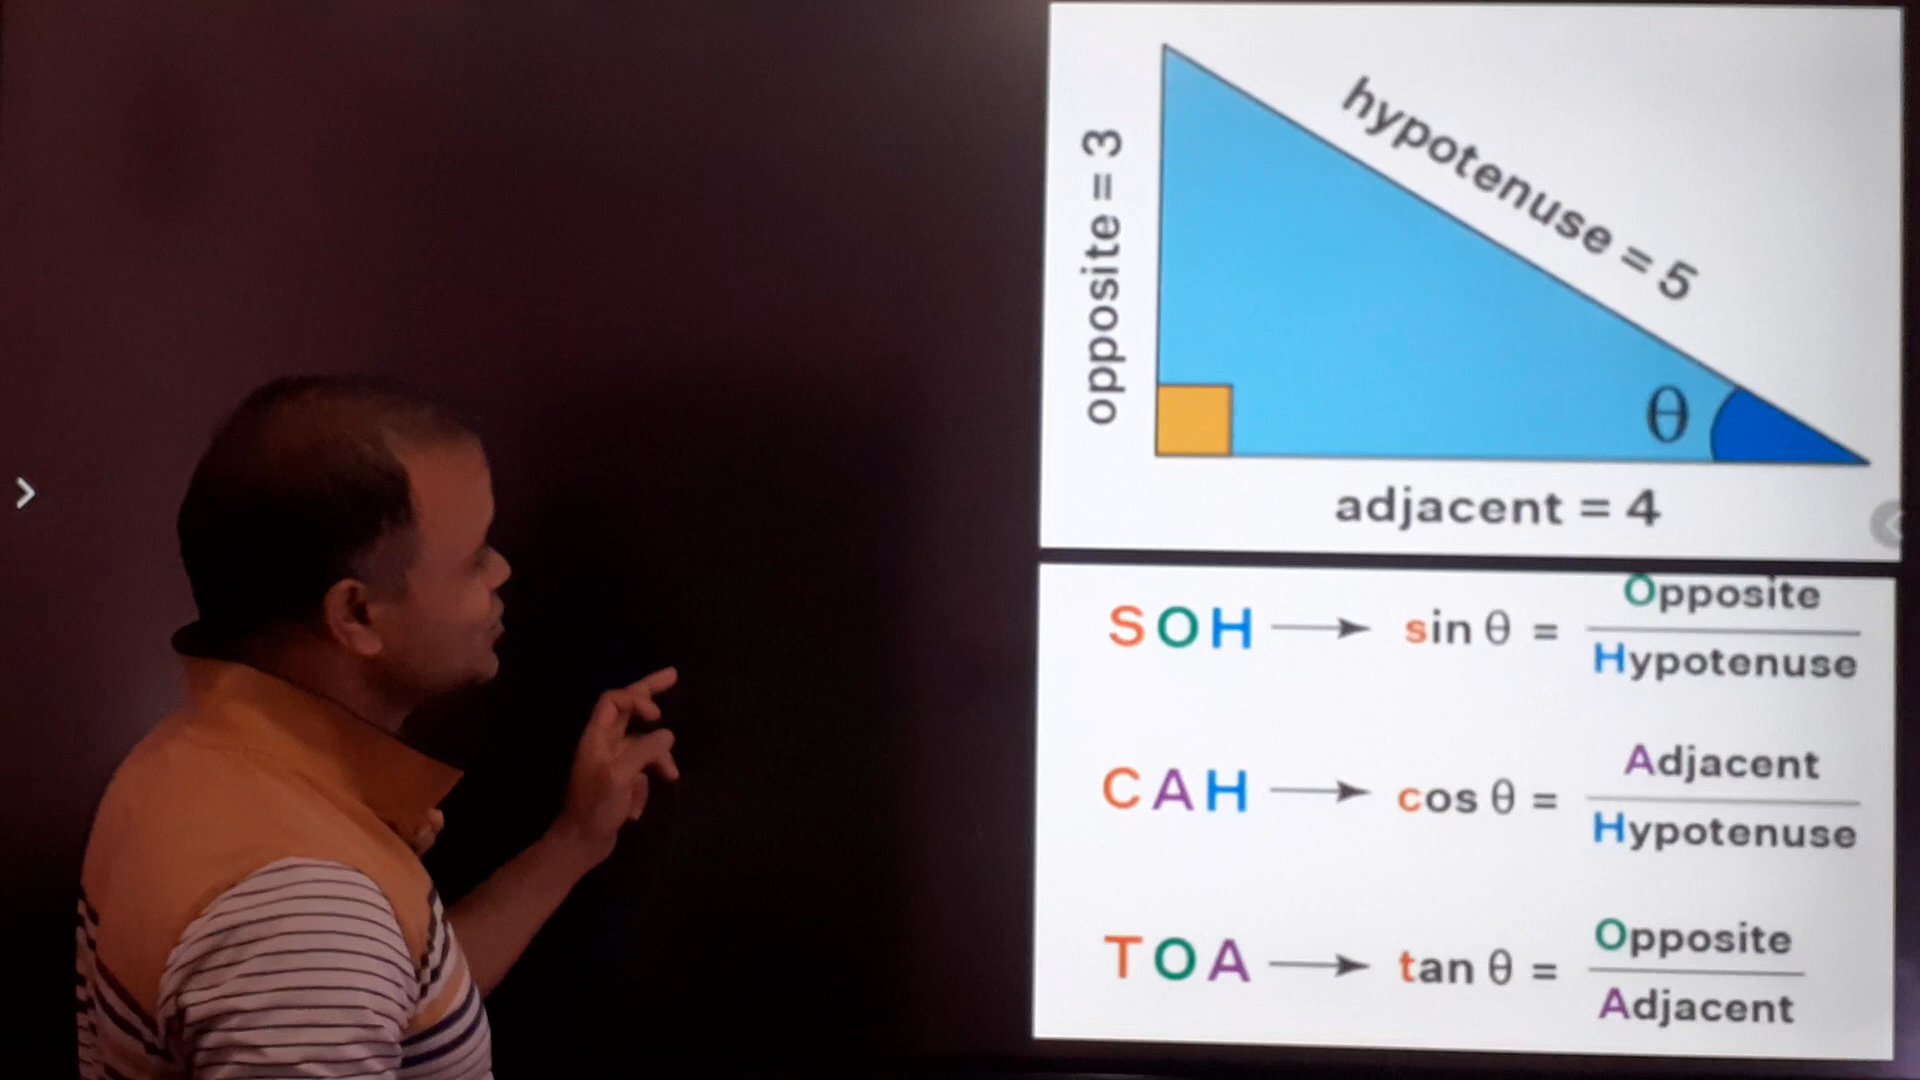 opposite = 3
hypotenuse = 5
θ
adjacent = 4
SOH → sin θ = Opposite
Hypotenuse
CAH → cos θ = Adjacent
Hypotenuse
TOA → tan θ = Opposite
Adjacent